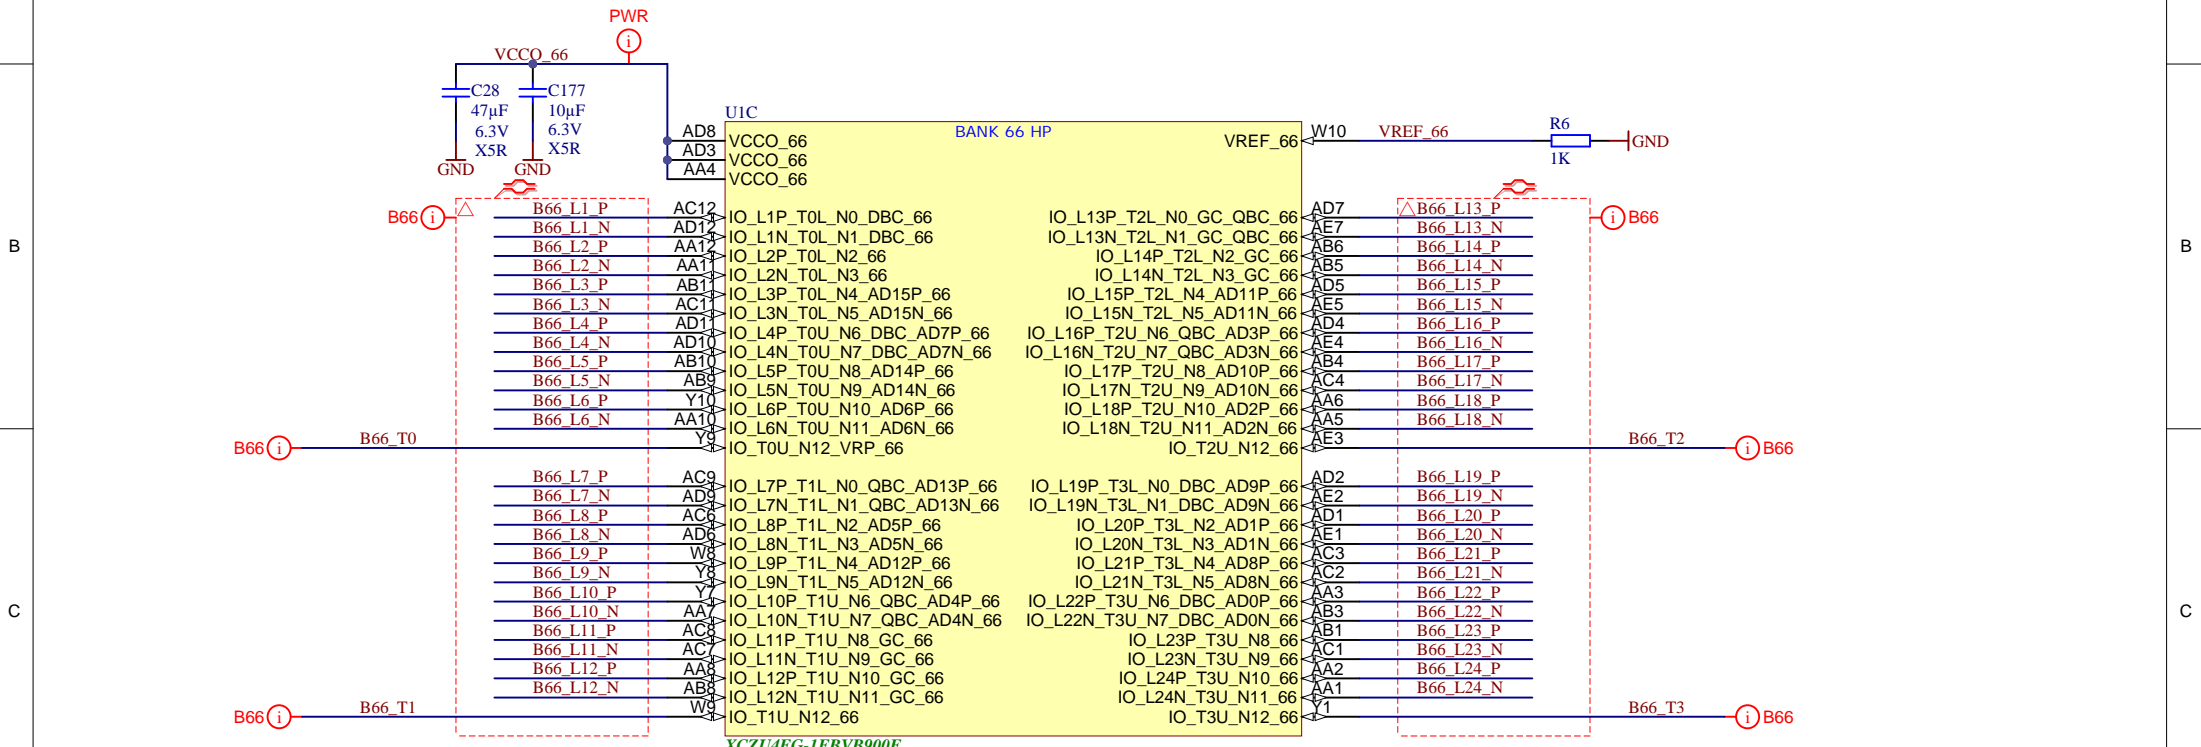 PWR
VCCO_66
C28
47µF
6.3V
X5R
GND
C177
10µF
6.3V
X5R
GND
U1C
BANK 66 HP
AD8 VCCO_66
AD3 VCCO_66
AA4 VCCO_66
VREF_66 W10 VREF_66
R6
1K
GND
B
B
B66
B66
B66_L1_P AC12 IO_L1P_T0L_N0_DBC_66
B66_L1_N AD12 IO_L1N_T0L_N1_DBC_66
B66_L2_P AA12 IO_L2P_T0L_N2_66
B66_L2_N AA1 IO_L2N_T0L_N3_66
B66_L3_P AB1 IO_L3P_T0L_N4_AD15P_66
B66_L3_N AC1 IO_L3N_T0L_N5_AD15N_66
B66_L4_P AD1 IO_L4P_T0U_N6_DBC_AD7P_66
B66_L4_N AD10 IO_L4N_T0U_N7_DBC_AD7N_66
B66_L5_P AB10 IO_L5P_T0U_N8_AD14P_66
B66_L5_N AB9 IO_L5N_T0U_N9_AD14N_66
B66_L6_P Y10 IO_L6P_T0U_N10_AD6P_66
B66_L6_N AA10 IO_L6N_T0U_N11_AD6N_66
B66 B66_T0 Y9 IO_T0U_N12_VRP_66
B66_L7_P AC9 IO_L7P_T1L_N0_QBC_AD13P_66
B66_L7_N AD9 IO_L7N_T1L_N1_QBC_AD13N_66
B66_L8_P AC6 IO_L8P_T1L_N2_AD5P_66
B66_L8_N AD6 IO_L8N_T1L_N3_AD5N_66
B66_L9_P W8 IO_L9P_T1L_N4_AD12P_66
B66_L9_N Y8 IO_L9N_T1L_N5_AD12N_66
B66_L10_P Y7 IO_L10P_T1U_N6_QBC_AD4P_66
B66_L10_N AA7 IO_L10N_T1U_N7_QBC_AD4N_66
B66_L11_P AC8 IO_L11P_T1U_N8_GC_66
B66_L11_N AC7 IO_L11N_T1U_N9_GC_66
B66_L12_P AA8 IO_L12P_T1U_N10_GC_66
B66_L12_N AB8 IO_L12N_T1U_N11_GC_66
B66 B66_T1 W9 IO_T1U_N12_66
IO_L13P_T2L_N0_GC_QBC_66 AD7 B66_L13_P
IO_L13N_T2L_N1_GC_QBC_66 AE7 B66_L13_N
IO_L14P_T2L_N2_GC_66 AB6 B66_L14_P
IO_L14N_T2L_N3_GC_66 AB5 B66_L14_N
IO_L15P_T2L_N4_AD11P_66 AD5 B66_L15_P
IO_L15N_T2L_N5_AD11N_66 AE5 B66_L15_N
IO_L16P_T2U_N6_QBC_AD3P_66 AD4 B66_L16_P
IO_L16N_T2U_N7_QBC_AD3N_66 AE4 B66_L16_N
IO_L17P_T2U_N8_AD10P_66 AB4 B66_L17_P
IO_L17N_T2U_N9_AD10N_66 AC4 B66_L17_N
IO_L18P_T2U_N10_AD2P_66 AA6 B66_L18_P
IO_L18N_T2U_N11_AD2N_66 AA5 B66_L18_N
IO_T2U_N12_66 AE3 B66_T2 B66
IO_L19P_T3L_N0_DBC_AD9P_66 AD2 B66_L19_P
IO_L19N_T3L_N1_DBC_AD9N_66 AE2 B66_L19_N
IO_L20P_T3L_N2_AD1P_66 AD1 B66_L20_P
IO_L20N_T3L_N3_AD1N_66 AE1 B66_L20_N
IO_L21P_T3L_N4_AD8P_66 AC3 B66_L21_P
IO_L21N_T3L_N5_AD8N_66 AC2 B66_L21_N
IO_L22P_T3U_N6_DBC_AD0P_66 AA3 B66_L22_P
IO_L22N_T3U_N7_DBC_AD0N_66 AB3 B66_L22_N
IO_L23P_T3U_N8_66 AB1 B66_L23_P
IO_L23N_T3U_N9_66 AC1 B66_L23_N
IO_L24P_T3U_N10_66 AA2 B66_L24_P
IO_L24N_T3U_N11_66 AA1 B66_L24_N
IO_T3U_N12_66 Y1 B66_T3 B66
C
C
XCZU4EG-1FBVB900E